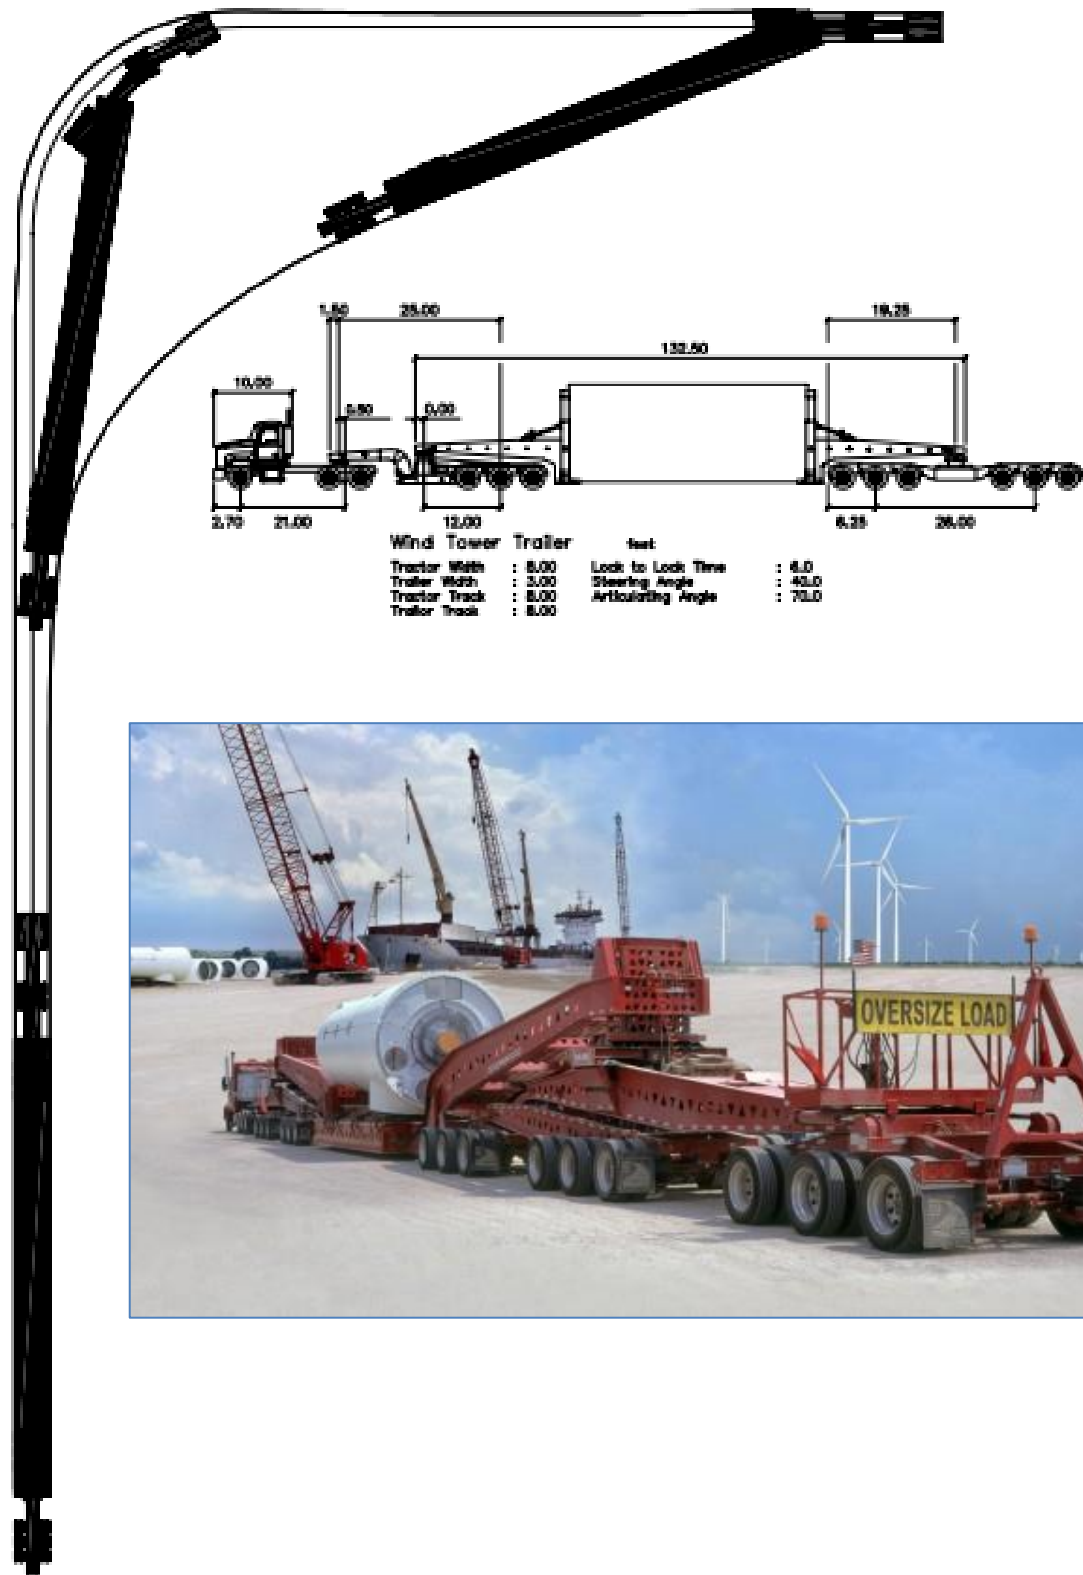 1.50 25.00 19.25
132.50
10.00
0.50 0.00
2.70 21.00 12.00 6.25 26.00
Wind Tower Trailer feet
Tractor Width : 8.00 Lock to Lock Time : 6.0
Trailer Width : 3.00 Steering Angle : 40.0
Tractor Track : 8.00 Articulating Angle : 70.0
Trailer Track : 8.00
OVERSIZE LOAD